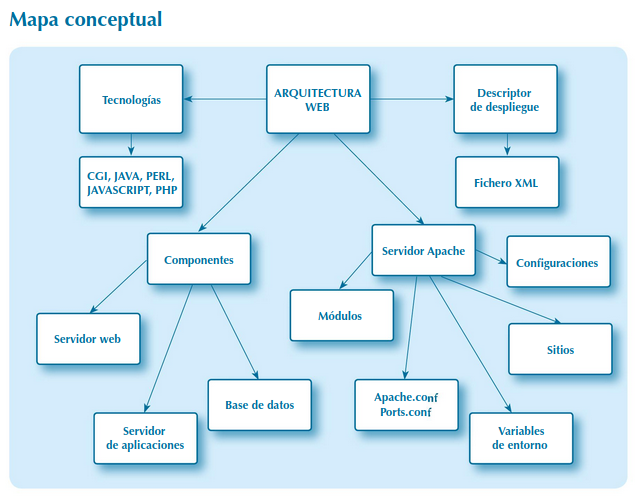 Mapa conceptual
Tecnologías
ARQUITECTURA
WEB
Descriptor
de despliegue
CGI, JAVA, PERL,
JAVASCRIPT, PHP
Fichero XML
Componentes
Servidor Apache
Configuraciones
Servidor web
Módulos
Sitios
Base de datos
Apache.conf
Ports.conf
Servidor
de aplicaciones
Variables
de entorno